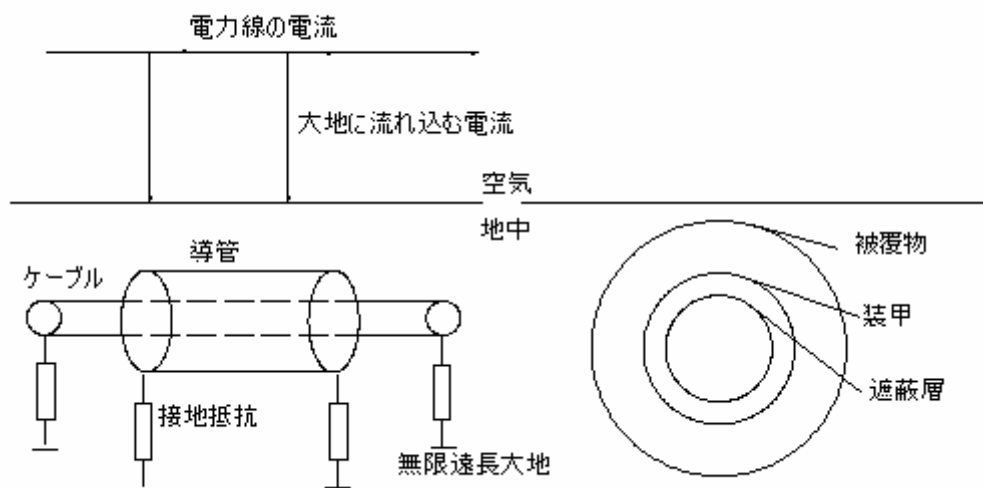 電力線の電流
大地に流れ込む電流
空気
地中
導管
ケーブル
被覆物
装甲
遮蔽層
接地抵抗
無限遠長大地